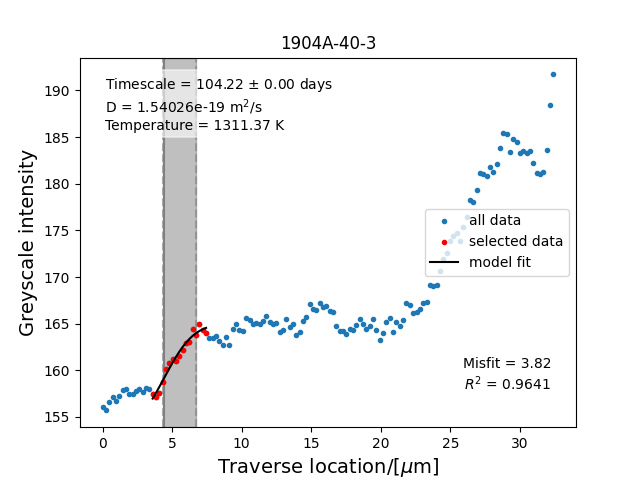 1904A-40-3
Timescale = 104.22 ± 0.00 days
D = 1.54026e-19 m²/s
Temperature = 1311.37 K
all data
selected data
model fit
Misfit = 3.82
R² = 0.9641
Greyscale intensity
190
185
180
175
170
165
160
155
0 5 10 15 20 25 30
Traverse location/[μm]